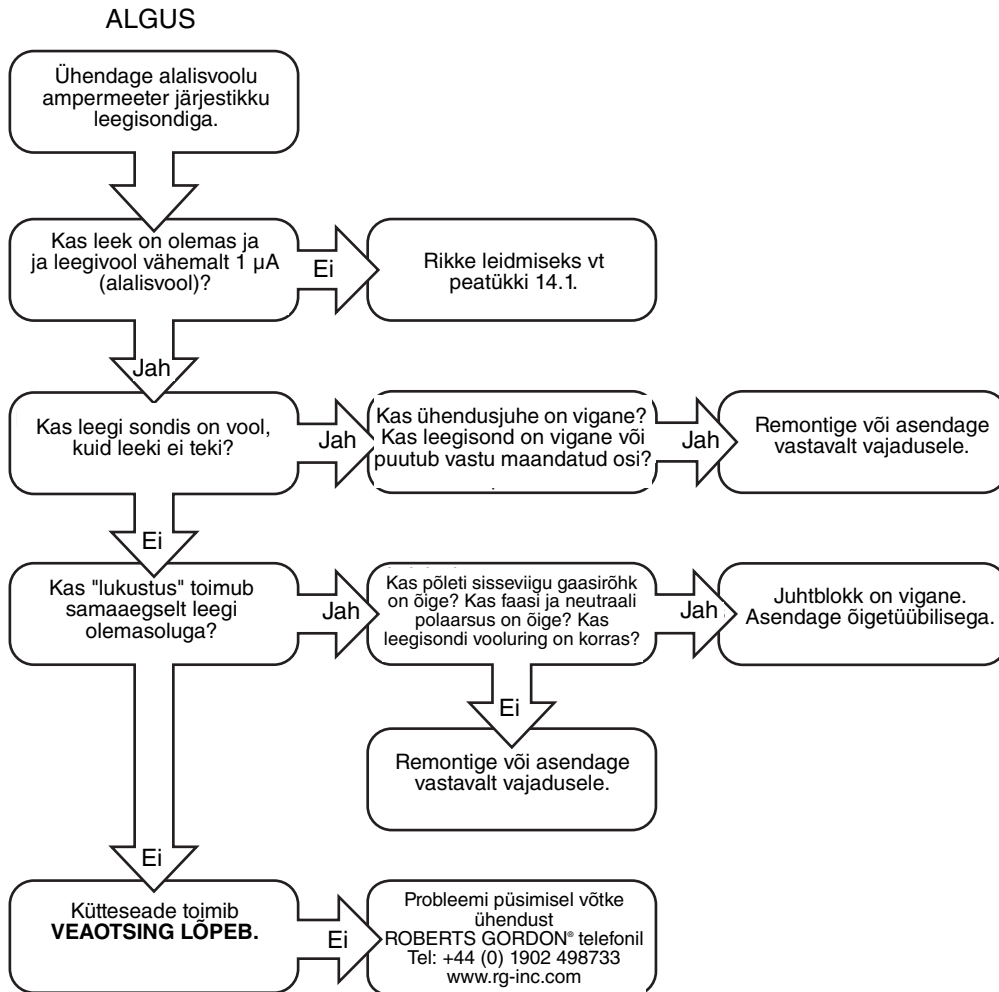 ALGUS
Ühendage alalisvoolu
ampermeeter järjestikku
leegisondiga.
Kas leek on olemas ja
ja leegivool vähemalt 1 µA
(alalisvool)?
Ei
Rikke leidmiseks vt
peatükki 14.1.
Jah
Kas leegi sondis on vool,
kuid leeki ei teki?
Jah
Kas ühendusjuhe on vigane?
Kas leegisond on vigane või
puutub vastu maandatud osi?
Jah
Remontige või asendage
vastavalt vajadusele.
Ei
Kas "lukustus" toimub
samaaegselt leegi
olemasoluga?
Jah
Kas põleti sisseviigu gaasirõhk
on õige? Kas faasi ja neutraali
polaarsus on õige? Kas
leegisondi vooluring on korras?
Jah
Juhtblokk on vigane.
Asendage õigetüübilisega.
Ei
Remontige või asendage
vastavalt vajadusele.
Ei
Kütteseade toimib
VEAOTSING LÕPEB.
Ei
Probleemi püsimisel võtke
ühendust
ROBERTS GORDON® telefonil
Tel: +44 (0) 1902 498733
www.rg-inc.com